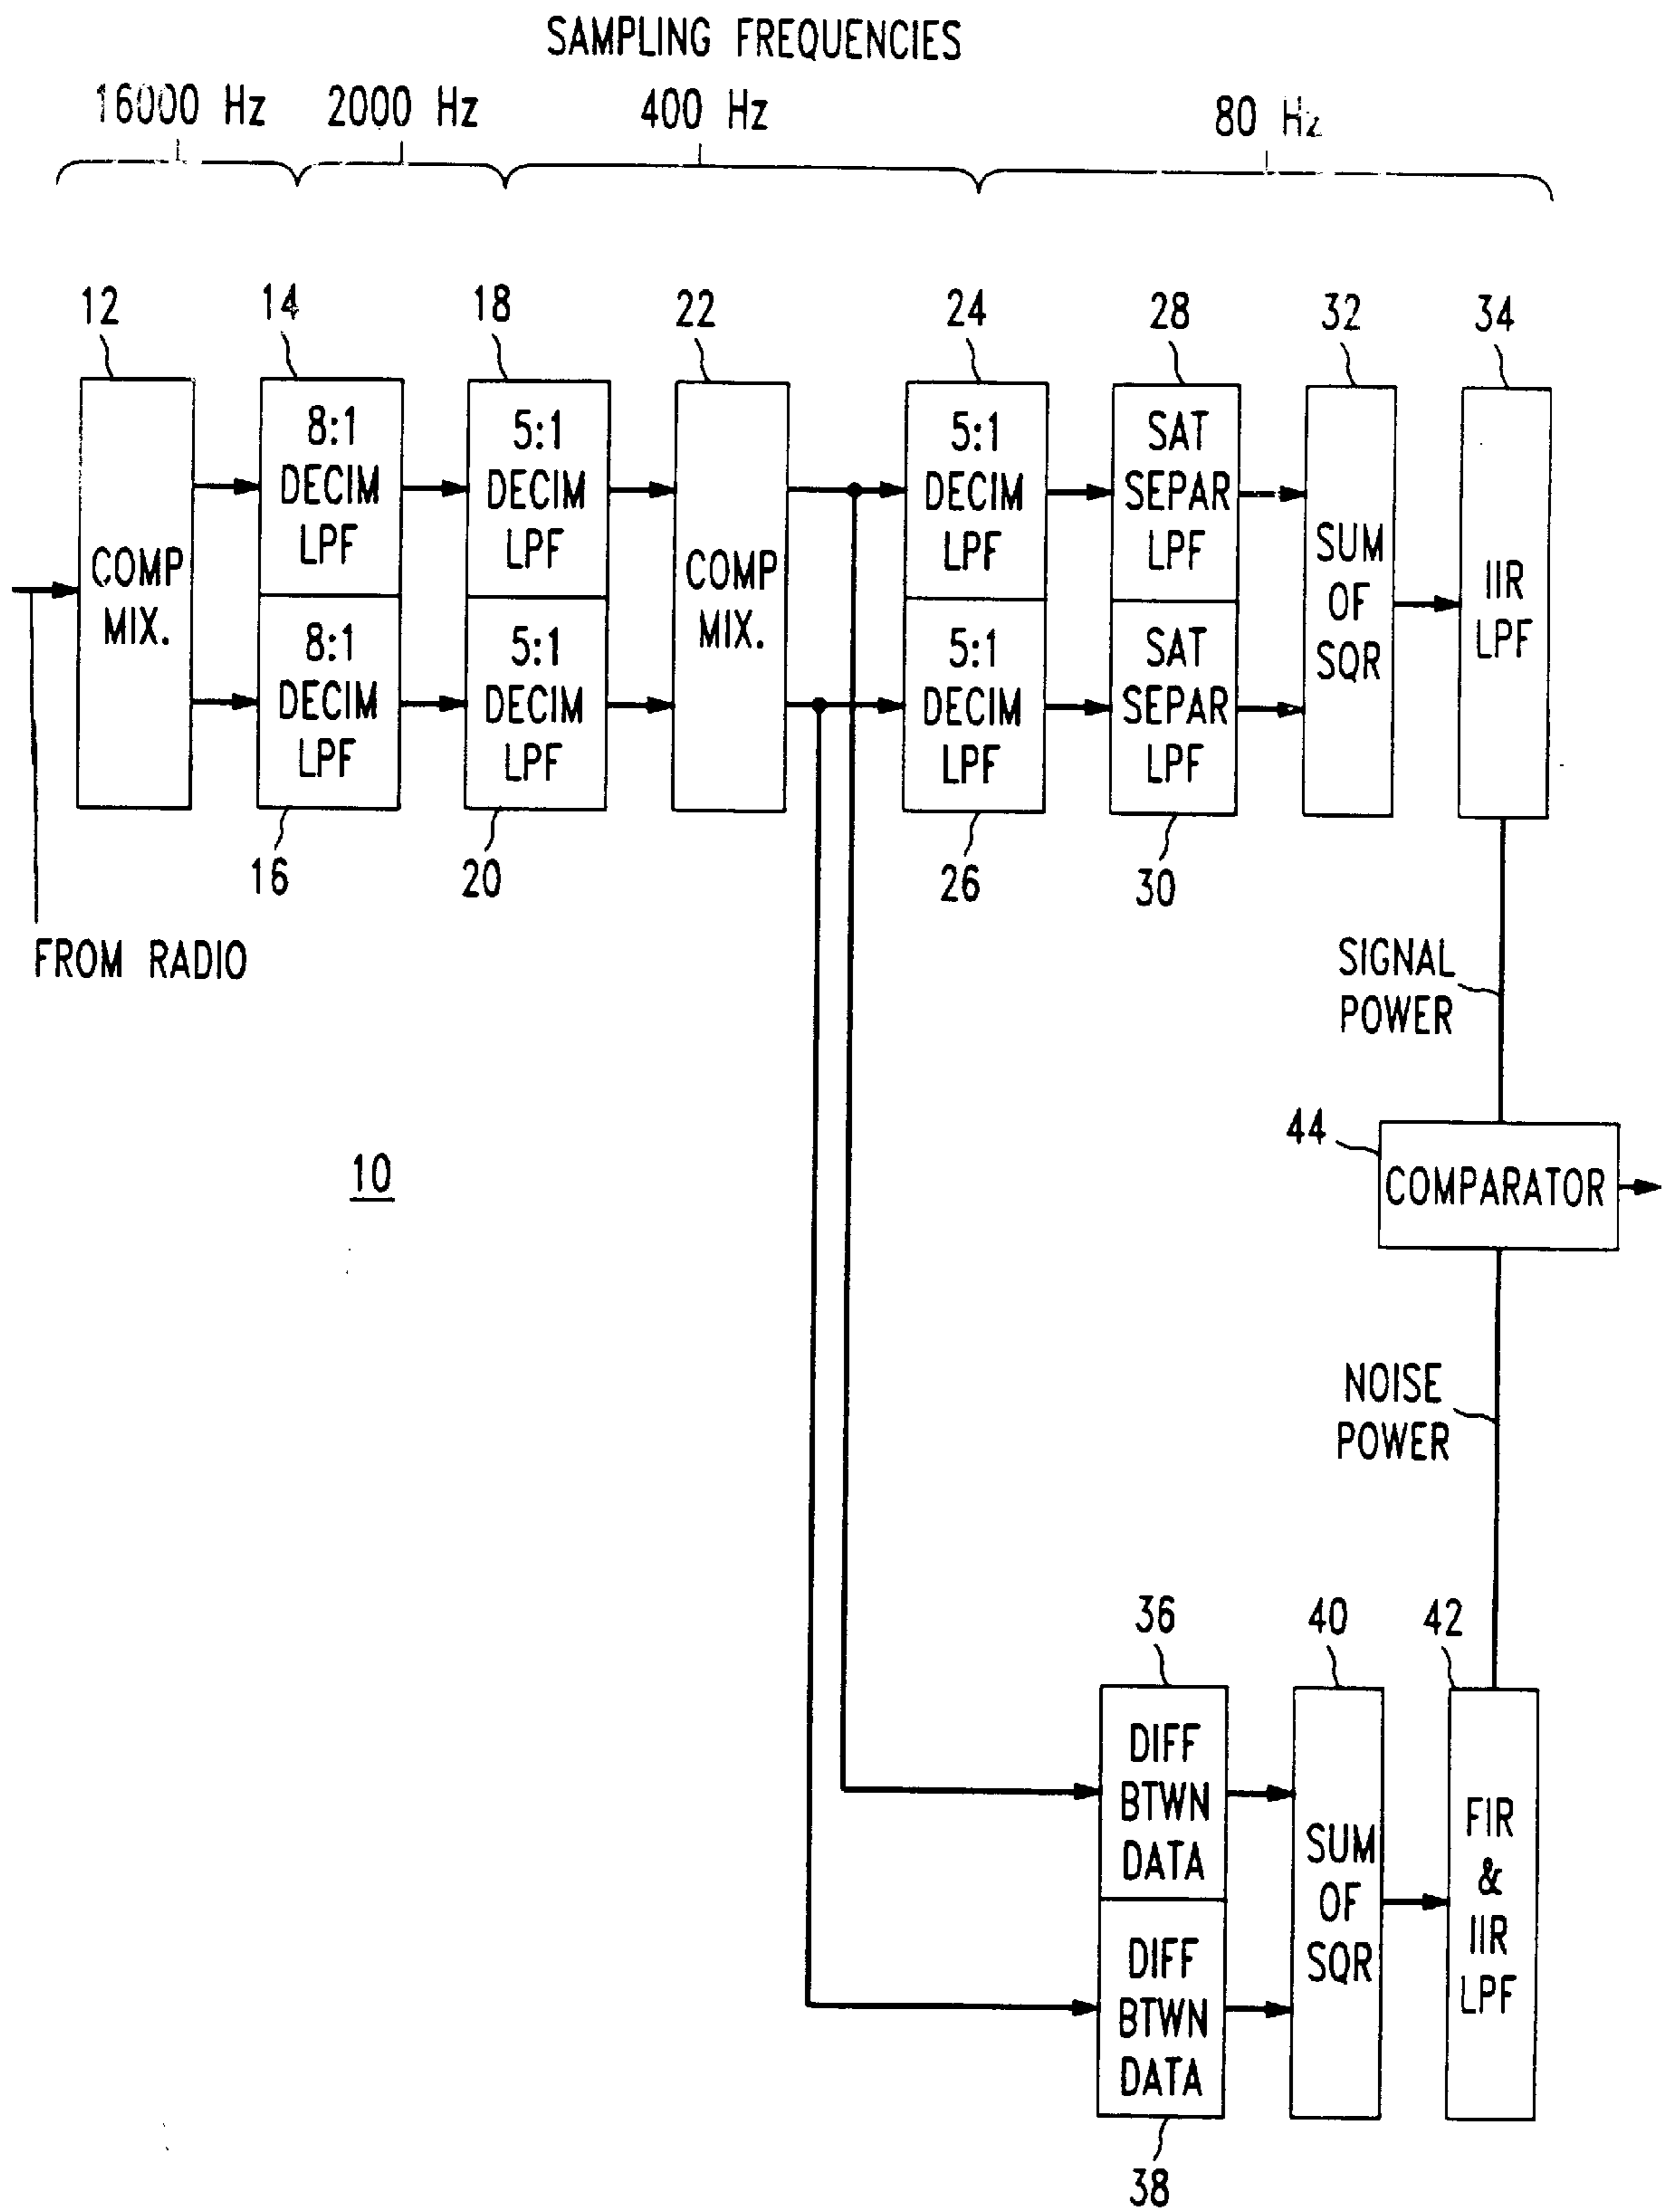 SAMPLING FREQUENCIES
16000 Hz 2000 Hz 400 Hz 80 Hz
12 14 18 22 24 28 32 34
COMP
MIX.
8:1
DECIM
LPF
8:1
DECIM
LPF
5:1
DECIM
LPF
5:1
DECIM
LPF
COMP
MIX.
5:1
DECIM
LPF
5:1
DECIM
LPF
SAT
SEPAR
LPF
SAT
SEPAR
LPF
SUM
OF
SQR
IIR
LPF
16 20 26 30
FROM RADIO
SIGNAL
POWER
10
44
COMPARATOR
NOISE
POWER
36 40 42
DIFF
BTWN
DATA
DIFF
BTWN
DATA
SUM
OF
SQR
FIR
&
IIR
LPF
38